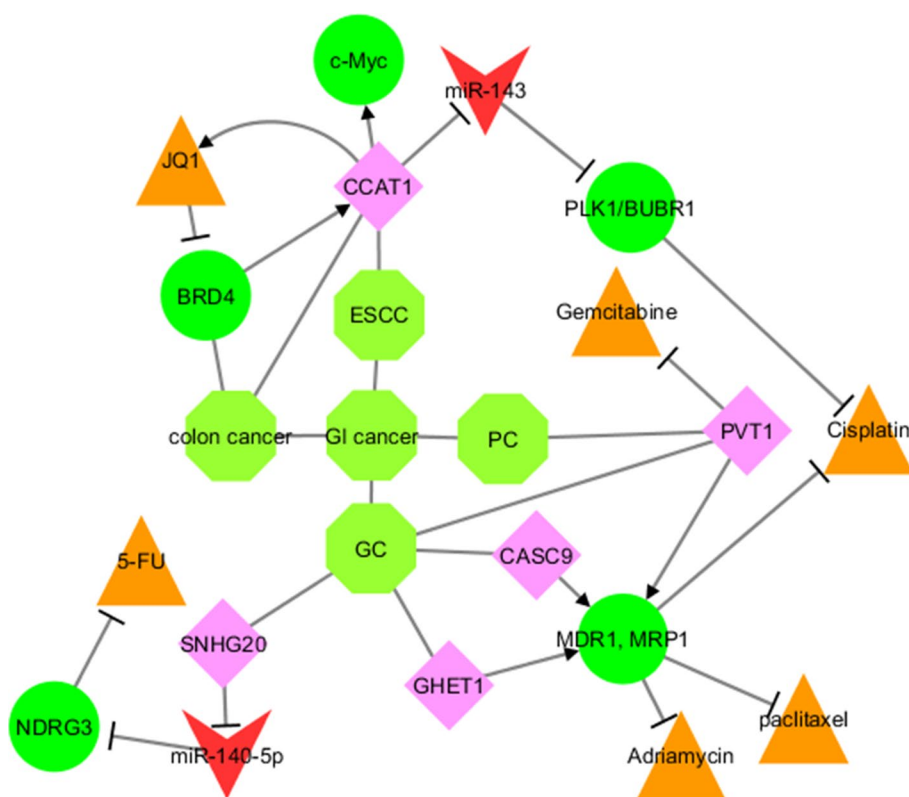 c-Myc
miR-143
JQ1
CCAT1
PLK1/BUBR1
BRD4
ESCC
Gemcitabine
colon cancer
GI cancer
PC
PVT1
Cisplatin
GC
CASC9
5-FU
SNHG20
MDR1, MRP1
GHET1
NDRG3
miR-140-5p
Adriamycin
paclitaxel